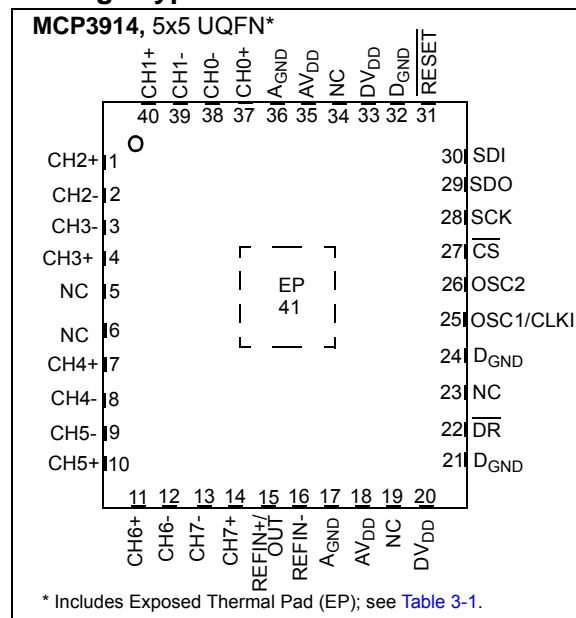 MCP3914, 5x5 UQFN*
CH1+
CH1-
CH0-
CH0+
AGND
AVDD
NC
DVDD
DGND
RESET
40 39 38 37 36 35 34 33 32 31
CH2+ 1
CH2- 2
CH3- 3
CH3+ 4
NC 5
NC 6
CH4+ 7
CH4- 8
CH5- 9
CH5+ 10
EP
41
30 SDI
29 SDO
28 SCK
27 CS
26 OSC2
25 OSC1/CLKI
24 DGND
23 NC
22 DR
21 DGND
11 12 13 14 15 16 17 18 19 20
CH6+
CH6-
CH7-
CH7+
REFIN+/
OUT
REFIN-
AGND
AVDD
NC
DVDD
* Includes Exposed Thermal Pad (EP); see Table 3-1.